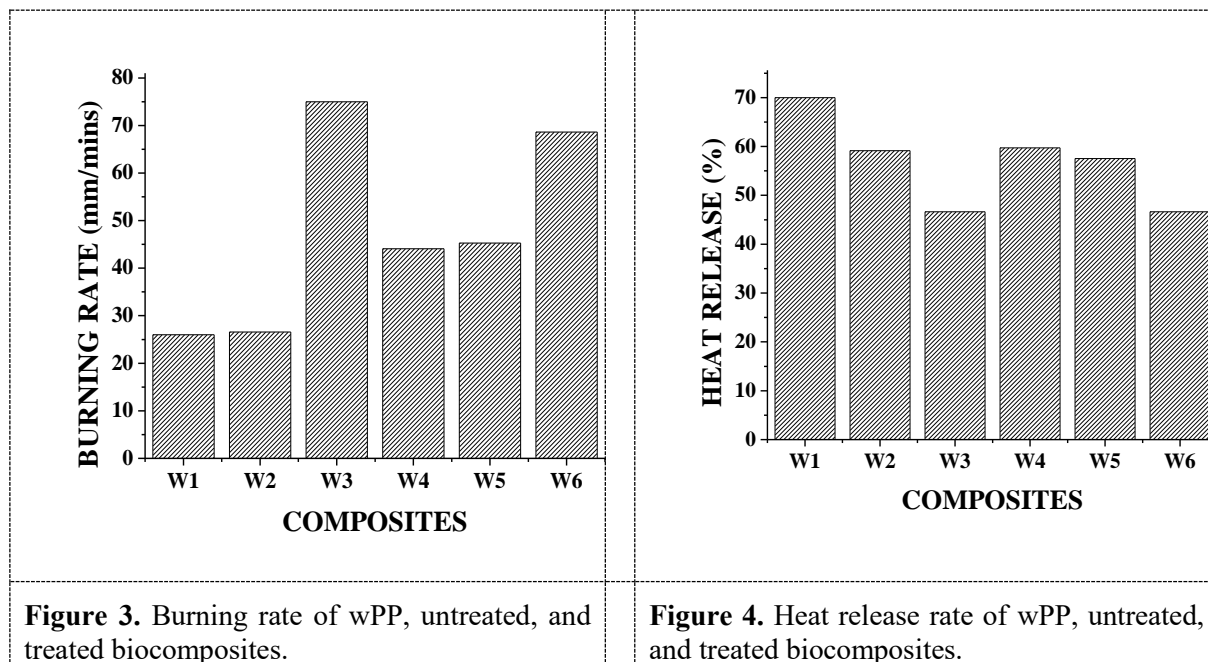 80
70
60
50
40
30
20
10
0
BURNING RATE (mm/mins)
W1 W2 W3 W4 W5 W6
COMPOSITES
Figure 3. Burning rate of wPP, untreated, and
treated biocomposites.
70
60
50
40
30
20
10
0
HEAT RELEASE (%)
W1 W2 W3 W4 W5 W6
COMPOSITES
Figure 4. Heat release rate of wPP, untreated,
and treated biocomposites.